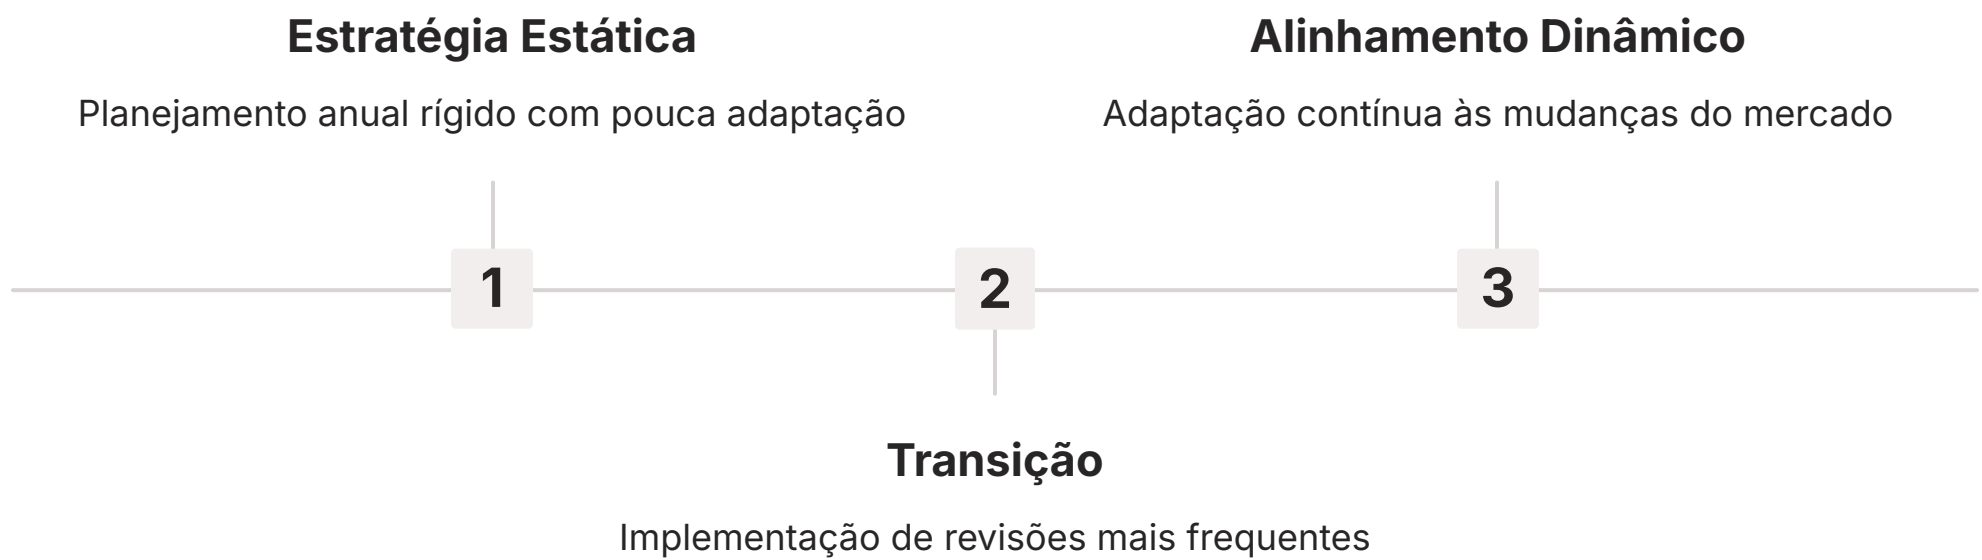 Estratégia Estática
Planejamento anual rígido com pouca adaptação
Alinhamento Dinâmico
Adaptação contínua às mudanças do mercado
1
2
3
Transição
Implementação de revisões mais frequentes